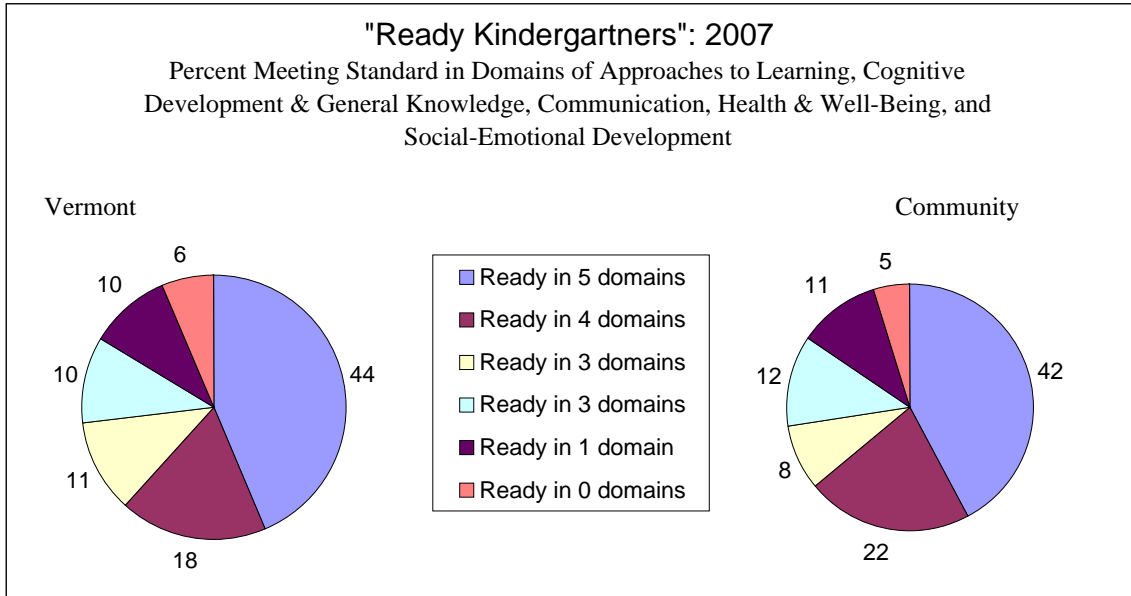 "Ready Kindergartners": 2007
Percent Meeting Standard in Domains of Approaches to Learning, Cognitive
Development & General Knowledge, Communication, Health & Well-Being, and
Social-Emotional Development
Vermont
6
10
10
11
18
44
Ready in 5 domains
Ready in 4 domains
Ready in 3 domains
Ready in 3 domains
Ready in 1 domain
Ready in 0 domains
Community
5
11
12
8
22
42